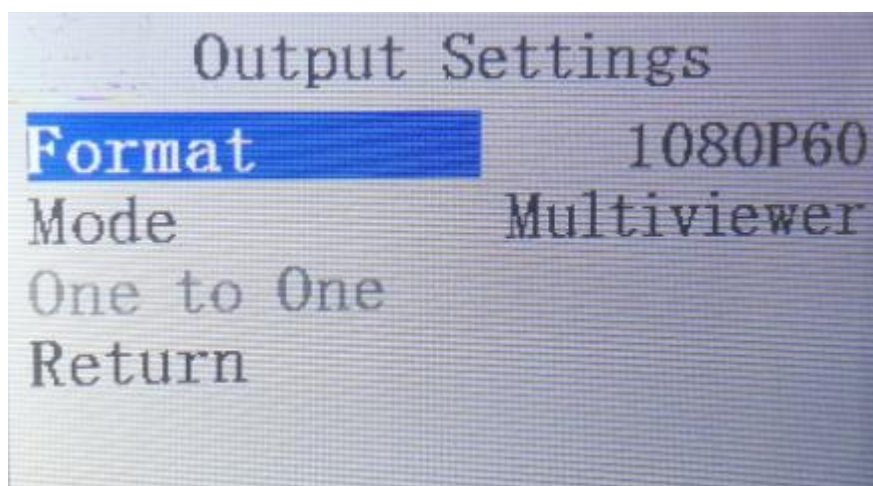 Output Settings
Format 1080P60
Mode Multiviewer
One to One
Return